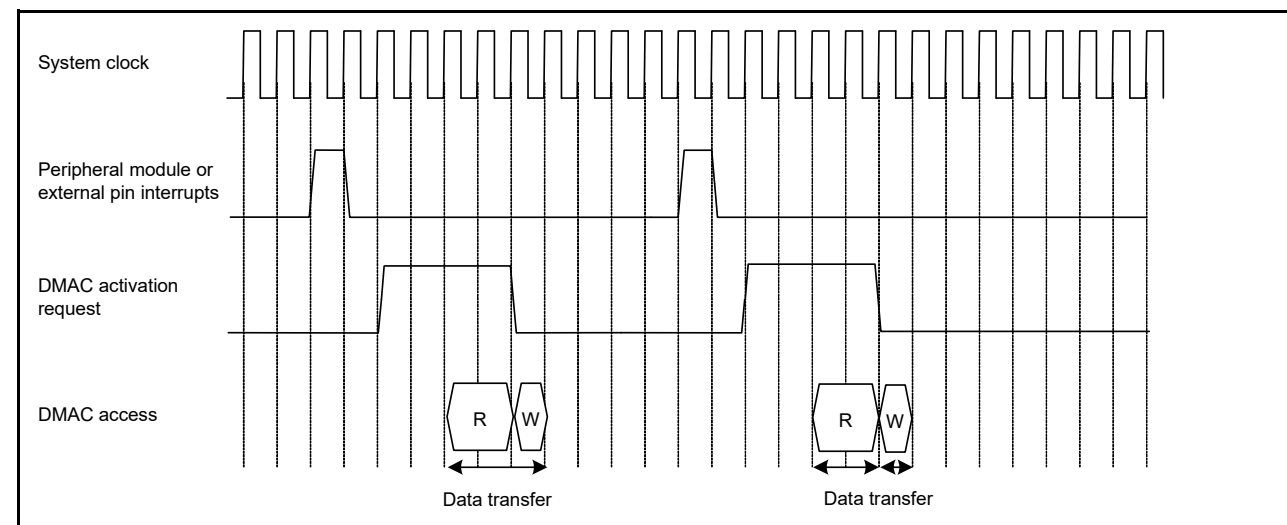 System clock
Peripheral module or
external pin interrupts
DMAC activation
request
DMAC access
R
W
R
W
Data transfer
Data transfer